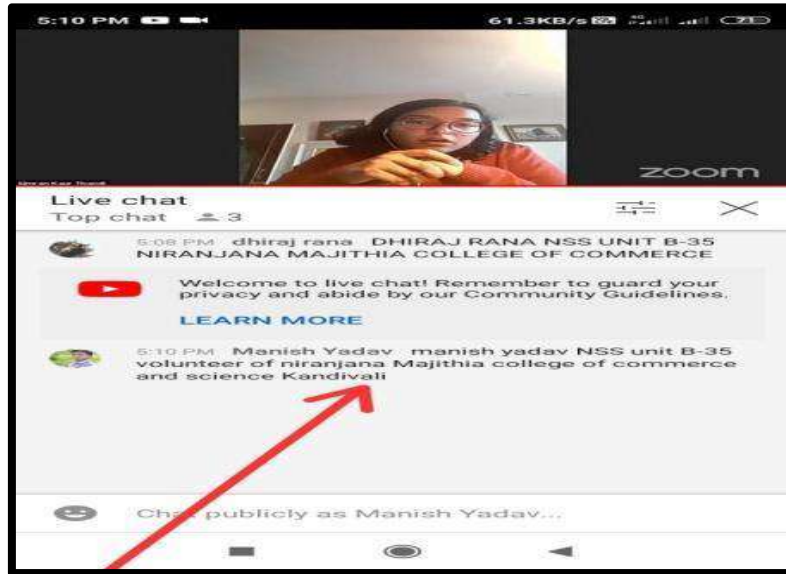 5:10 PM
61.3KB/s
71
zoom
Live chat
Top chat 3
5:08 PM dhiraj rana DHIRAJ RANA NSS UNIT B-35
NIRANJANA MAJITHIA COLLEGE OF COMMERCE
Welcome to live chat! Remember to guard your
privacy and abide by our Community Guidelines.
LEARN MORE
5:10 PM Manish Yadav manish yadav NSS unit B-35
volunteer of niranjana Majithia college of commerce
and science Kandivali
Chat publicly as Manish Yadav...